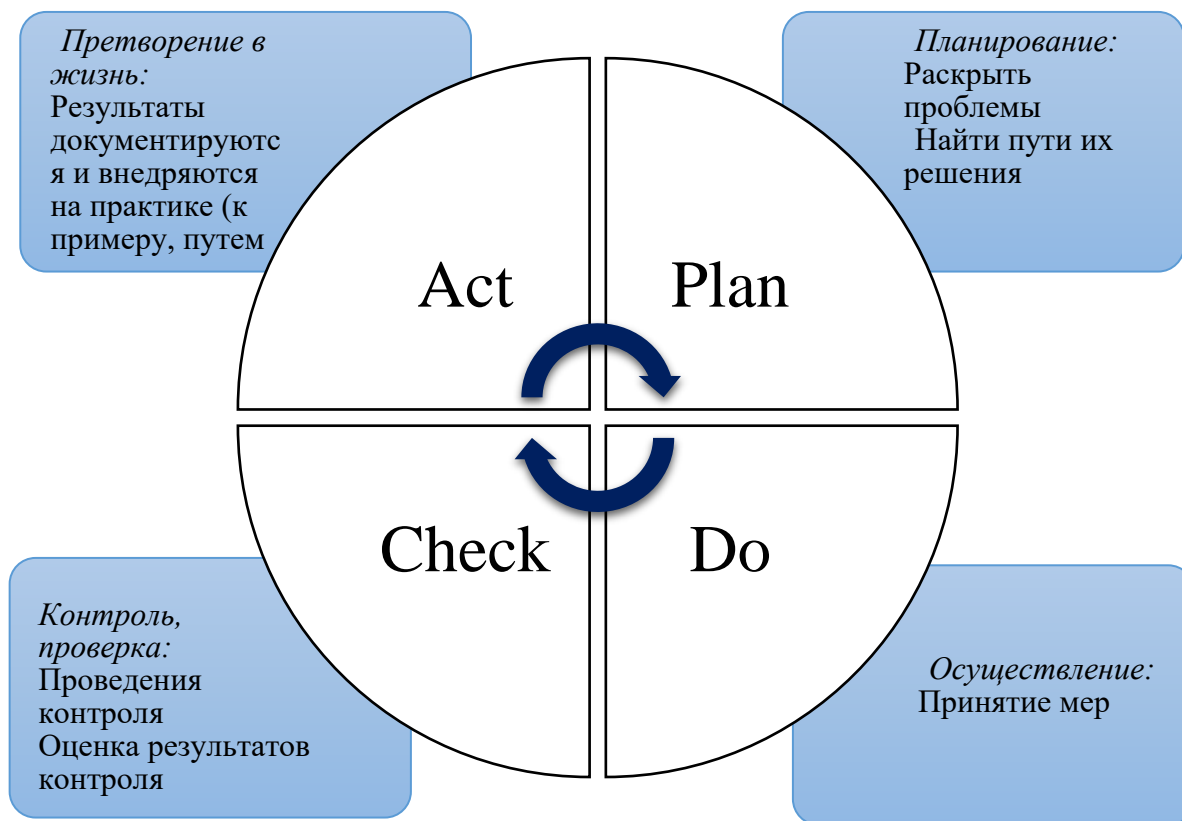 Претворение в
жизнь:
Результаты
документируютс
я и внедряются
на практике (к
примеру, путем
Планирование:
Раскрыть
проблемы
Найти пути их
решения
Act
Plan
Check
Do
Контроль,
проверка:
Проведения
контроля
Оценка результатов
контроля
Осуществление:
Принятие мер